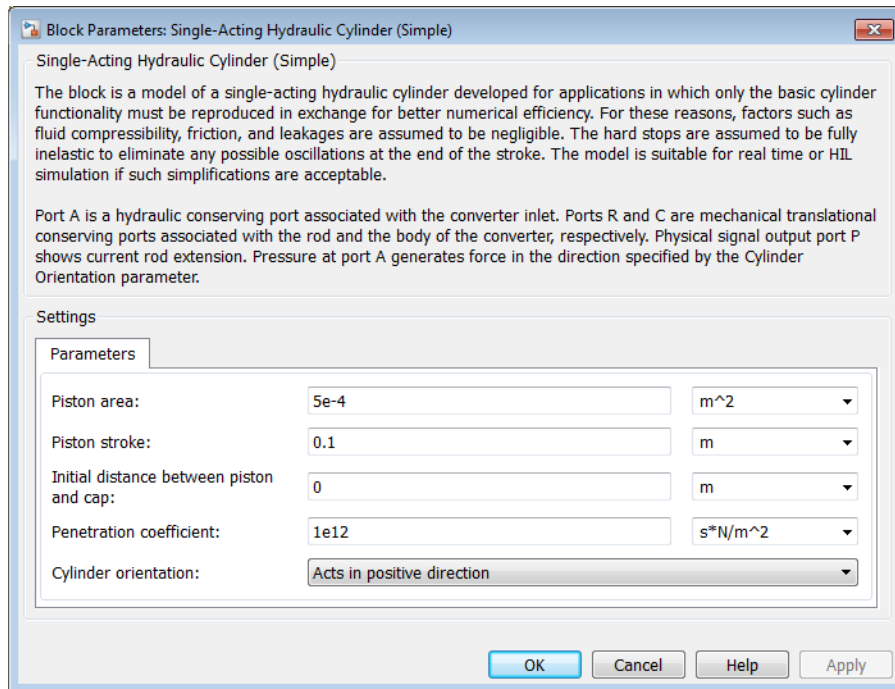 Block Parameters: Single-Acting Hydraulic Cylinder (Simple)
Single-Acting Hydraulic Cylinder (Simple)
The block is a model of a single-acting hydraulic cylinder developed for applications in which only the basic cylinder
functionality must be reproduced in exchange for better numerical efficiency. For these reasons, factors such as
fluid compressibility, friction, and leakages are assumed to be negligible. The hard stops are assumed to be fully
inelastic to eliminate any possible oscillations at the end of the stroke. The model is suitable for real time or HIL
simulation if such simplifications are acceptable.
Port A is a hydraulic conserving port associated with the converter inlet. Ports R and C are mechanical translational
conserving ports associated with the rod and the body of the converter, respectively. Physical signal output port P
shows current rod extension. Pressure at port A generates force in the direction specified by the Cylinder
Orientation parameter.
Settings
Parameters
Piston area: 5e-4 m^2
Piston stroke: 0.1 m
Initial distance between piston
and cap: 0 m
Penetration coefficient: 1e12 s*N/m^2
Cylinder orientation: Acts in positive direction
OK Cancel Help Apply